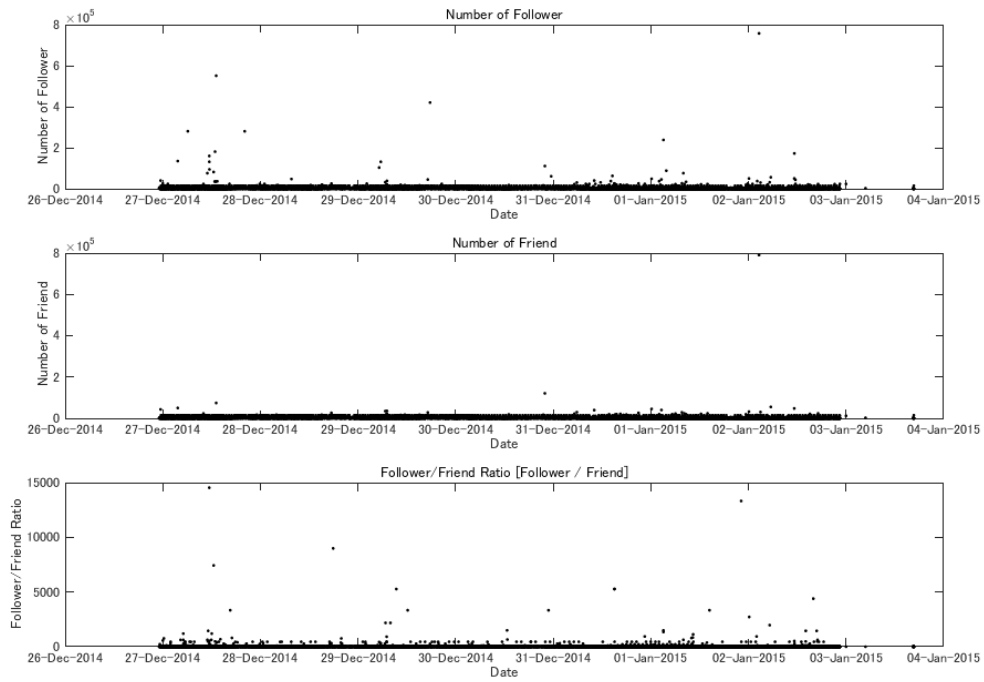 Number of Follower
×10⁵
8
6
4
2
0
Number of Follower
26-Dec-2014 27-Dec-2014 28-Dec-2014 29-Dec-2014 30-Dec-2014 31-Dec-2014 01-Jan-2015 02-Jan-2015 03-Jan-2015 04-Jan-2015
Date
Number of Friend
×10⁵
8
6
4
2
0
Number of Friend
26-Dec-2014 27-Dec-2014 28-Dec-2014 29-Dec-2014 30-Dec-2014 31-Dec-2014 01-Jan-2015 02-Jan-2015 03-Jan-2015 04-Jan-2015
Date
Follower/Friend Ratio [Follower / Friend]
15000
10000
5000
0
Follower/Friend Ratio
26-Dec-2014 27-Dec-2014 28-Dec-2014 29-Dec-2014 30-Dec-2014 31-Dec-2014 01-Jan-2015 02-Jan-2015 03-Jan-2015 04-Jan-2015
Date